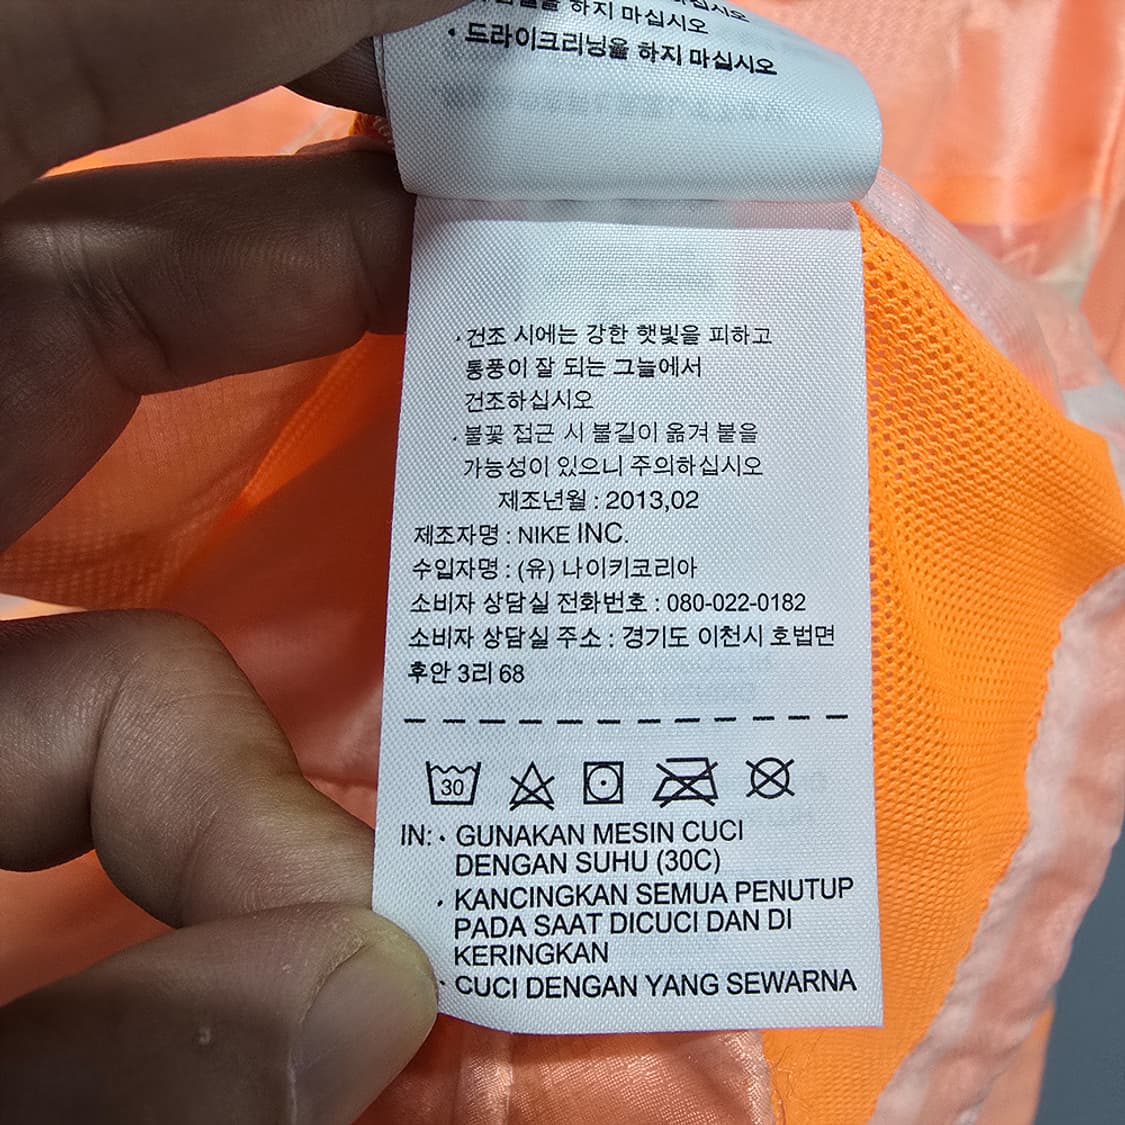 하지 마십시오
• 드라이크리닝을 하지 마십시오
· 건조 시에는 강한 햇빛을 피하고
통풍이 잘 되는 그늘에서
건조하십시오
· 불꽃 접근 시 불길이 옮겨 붙을
가능성이 있으니 주의하십시오
제조년월 : 2013,02
제조자명 : NIKE INC.
수입자명 : (유) 나이키코리아
소비자 상담실 전화번호 : 080-022-0182
소비자 상담실 주소 : 경기도 이천시 호법면
후안 3리 68
30
IN: · GUNAKAN MESIN CUCI
DENGAN SUHU (30C)
· KANCINGKAN SEMUA PENUTUP
PADA SAAT DICUCI DAN DI
KERINGKAN
· CUCI DENGAN YANG SEWARNA